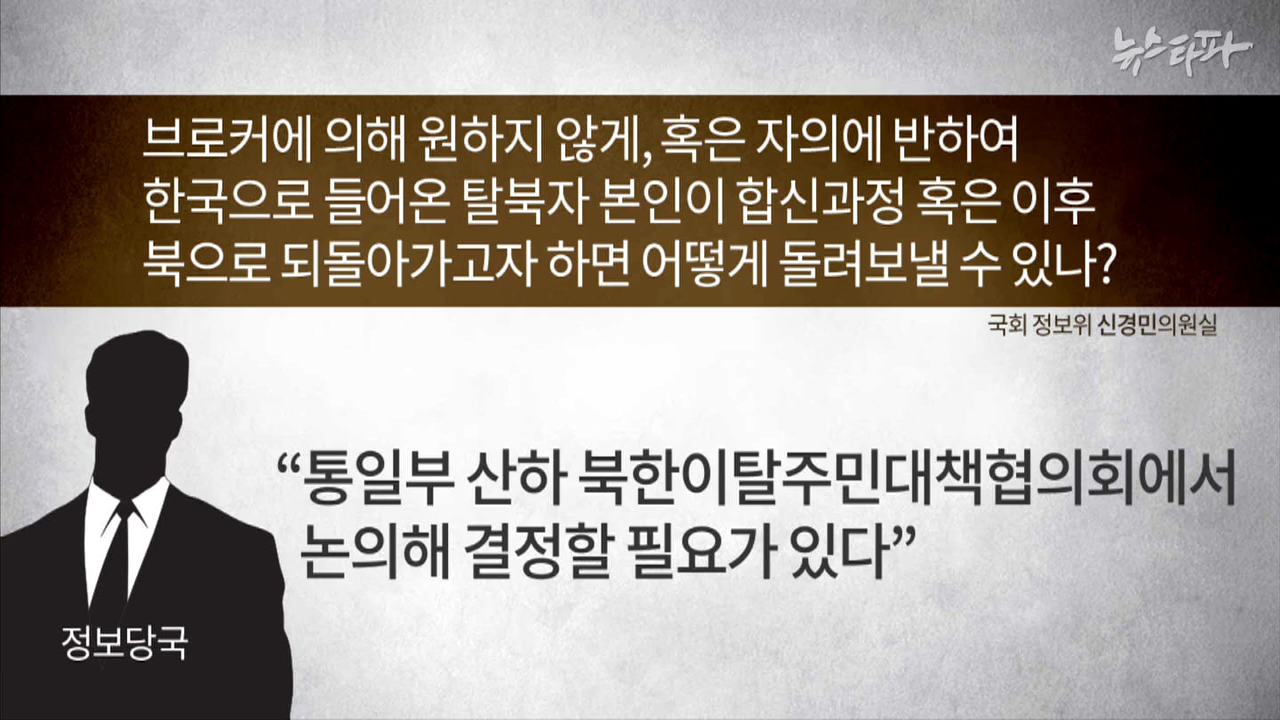 뉴스타파
브로커에 의해 원하지 않게, 혹은 자의에 반하여
한국으로 들어온 탈북자 본인이 합신과정 혹은 이후
북으로 되돌아가고자 하면 어떻게 돌려보낼 수 있나?
국회 정보위 신경민의원실
“통일부 산하 북한이탈주민대책협의회에서
논의해 결정할 필요가 있다”
정보당국